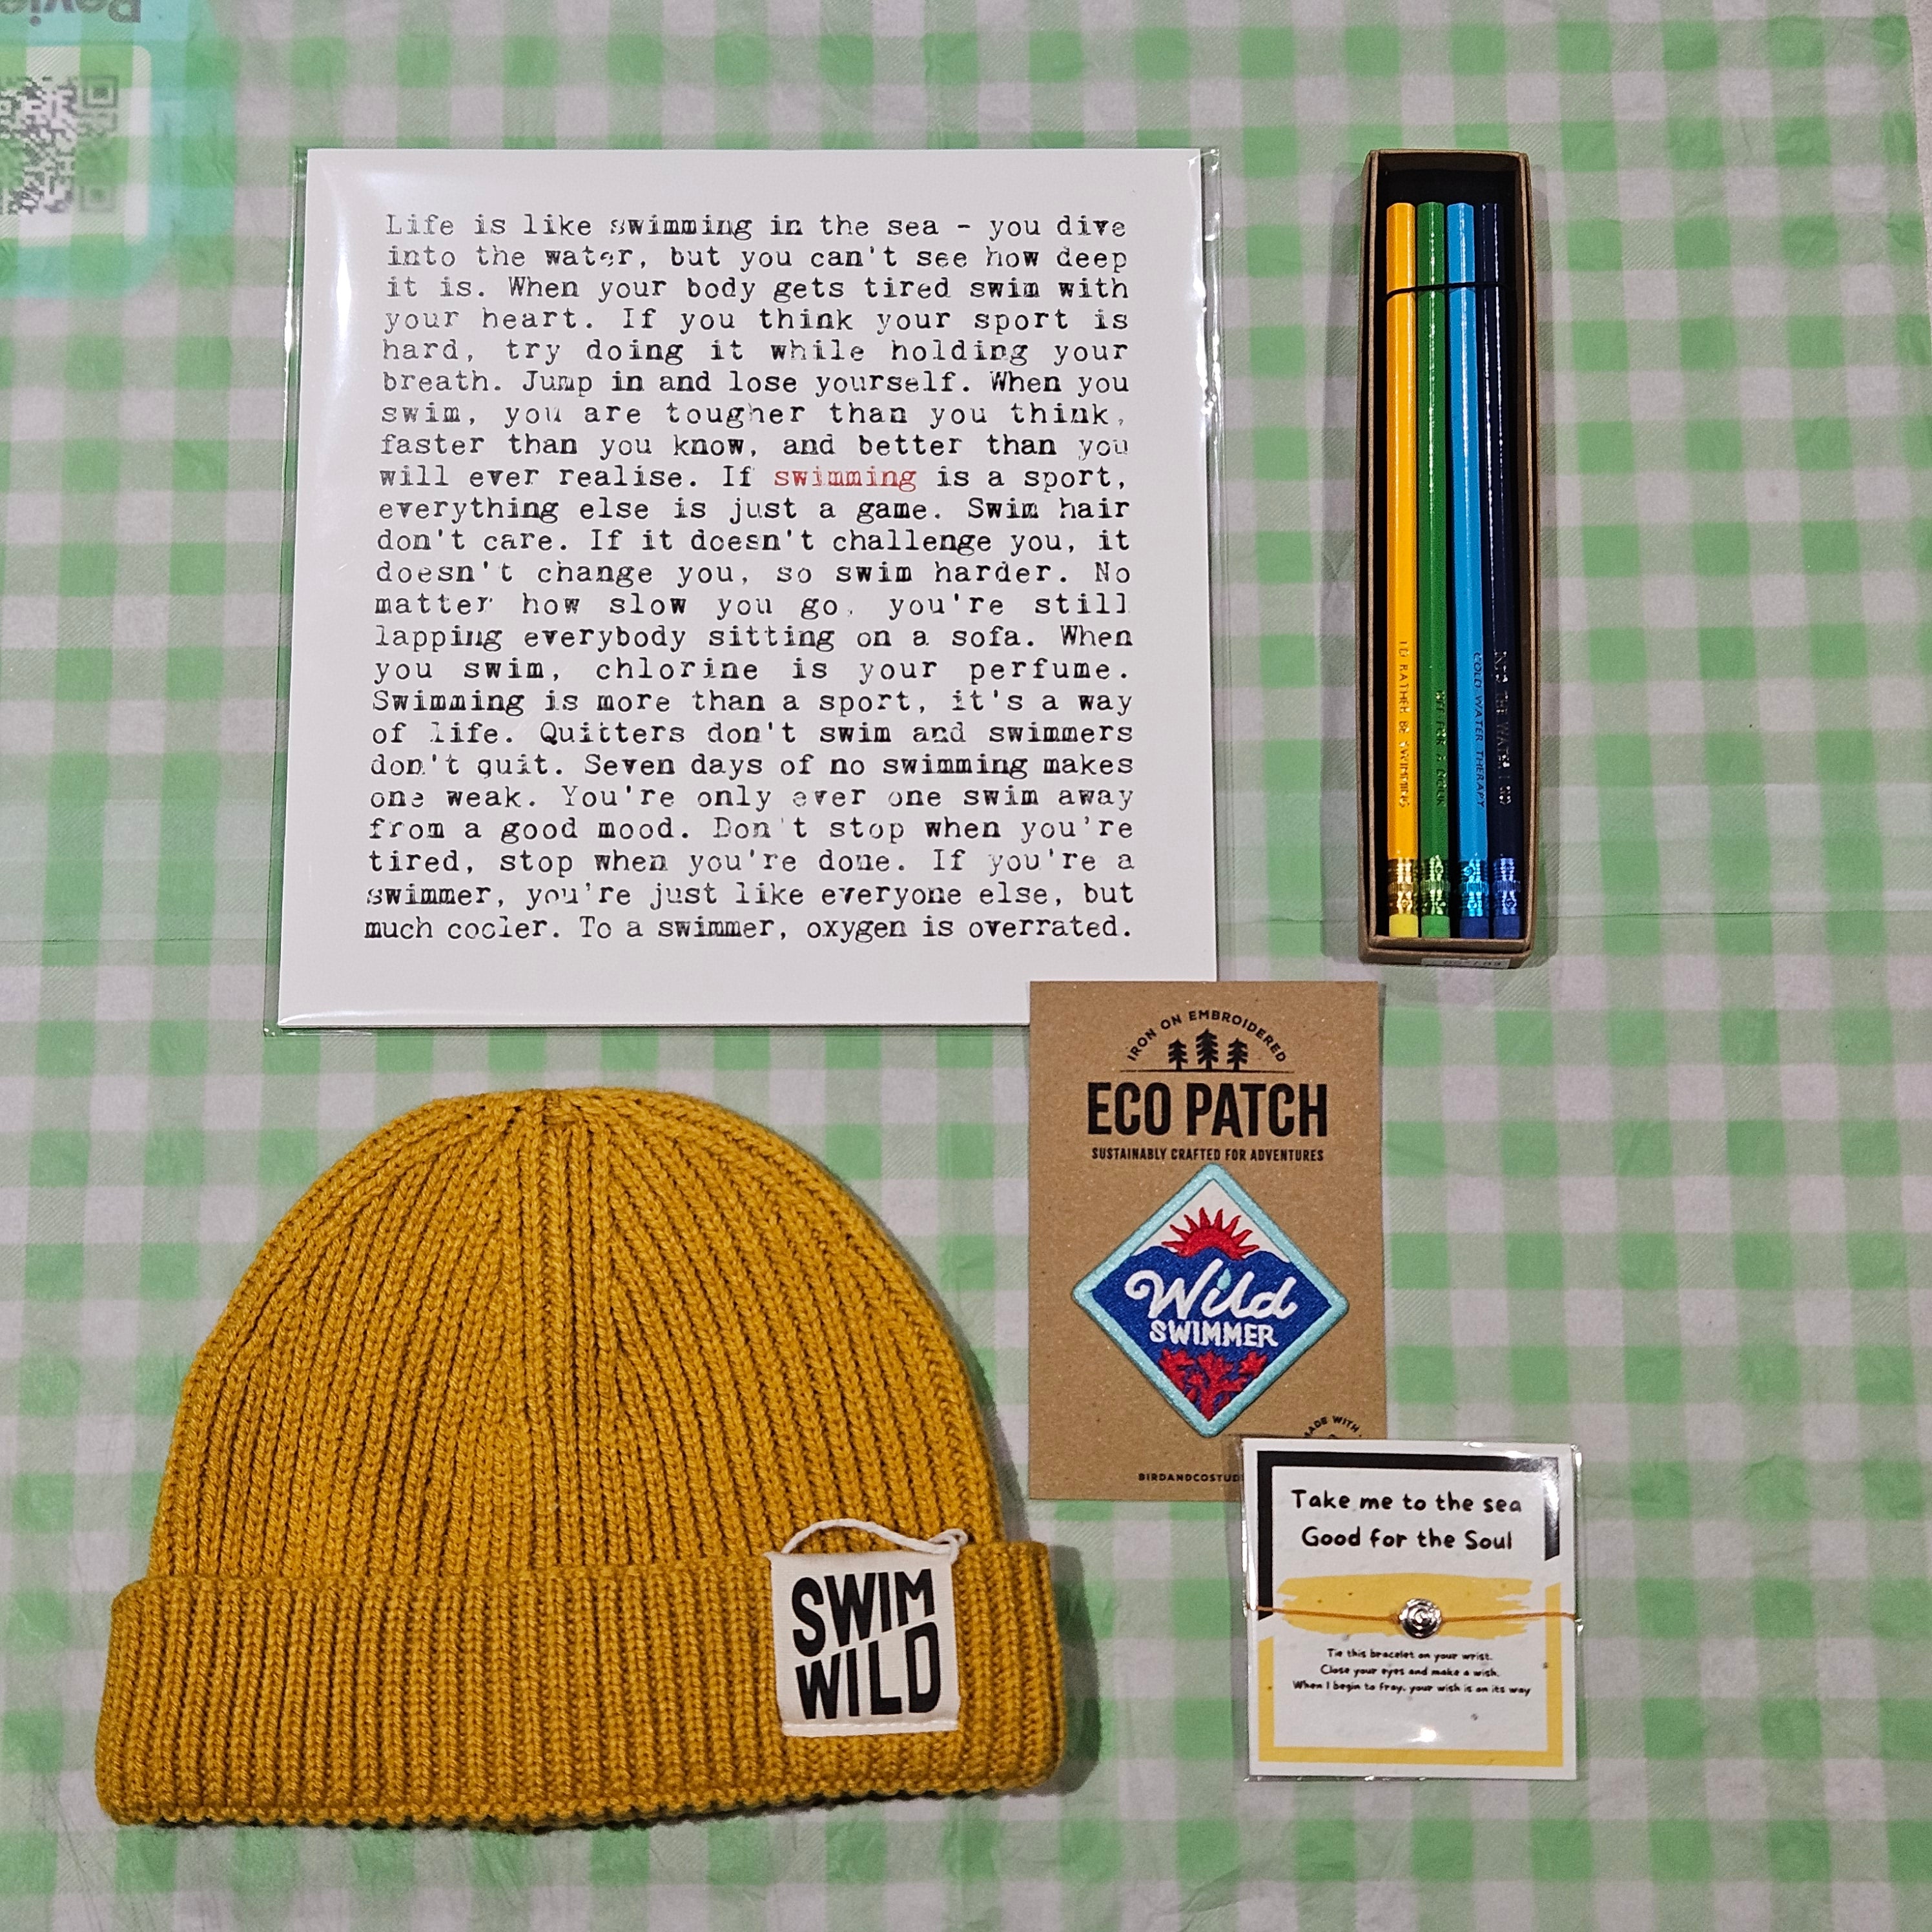 Life is like swimming in the sea - you dive
into the water, but you can't see how deep
it is. When your body gets tired swim with
your heart. If you think your sport is
hard, try doing it while holding your
breath. Jump in and lose yourself. When you
swim, you are tougher than you think,
faster than you know, and better than you
will ever realise. If swimming is a sport,
everything else is just a game. Swim hair
don't care. If it doesn't challenge you, it
doesn't change you, so swim harder. No
matter how slow you go, you're still
lapping everybody sitting on a sofa. When
you swim, chlorine is your perfume.
Swimming is more than a sport, it's a way
of life. Quitters don't swim and swimmers
don't quit. Seven days of no swimming makes
one weak. You're only ever one swim away
from a good mood. Don't stop when you're
tired, stop when you're done. If you're a
swimmer, you're just like everyone else, but
much cooler. To a swimmer, oxygen is overrated.
I'D RATHER BE SWIMMING
COLD WATER THERAPY
INTO THE WATER I GO
IRON ON EMBROIDERED
ECO PATCH
SUSTAINABLY CRAFTED FOR ADVENTURES
Wild
SWIMMER
MADE WITH
BIRDANDCOSTUD
SWIM
WILD
Take me to the sea
Good for the Soul
Tie this bracelet on your wrist.
Close your eyes and make a wish.
When I begin to fray, your wish is on its way